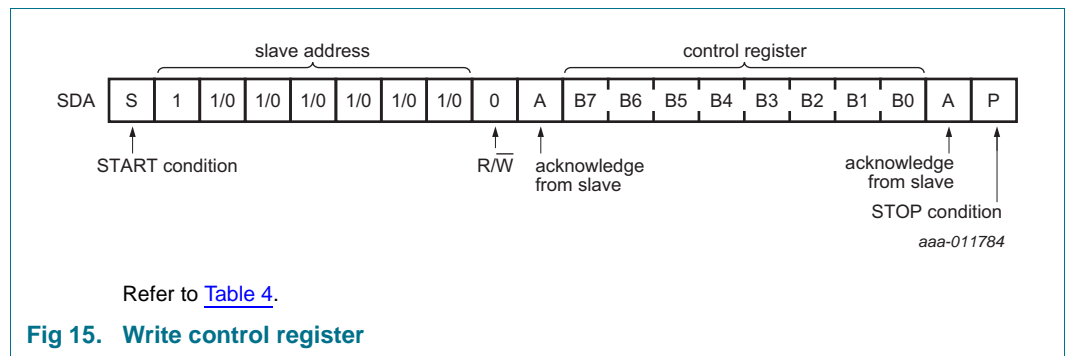 slave address control register
SDA S 1 1/0 1/0 1/0 1/0 1/0 1/0 0 A B7 B6 B5 B4 B3 B2 B1 B0 A P
START condition R/W̅ acknowledge acknowledge
from slave from slave
STOP condition
aaa-011784
Refer to Table 4.
Fig 15. Write control register